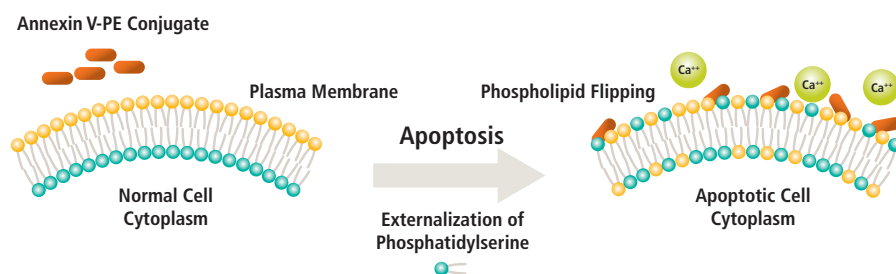 Annexin V-PE Conjugate
Plasma Membrane
Normal Cell
Cytoplasm
Apoptosis
Externalization of
Phosphatidylserine
Phospholipid Flipping
Ca⁺⁺
Ca⁺⁺
Ca⁺⁺
Apoptotic Cell
Cytoplasm